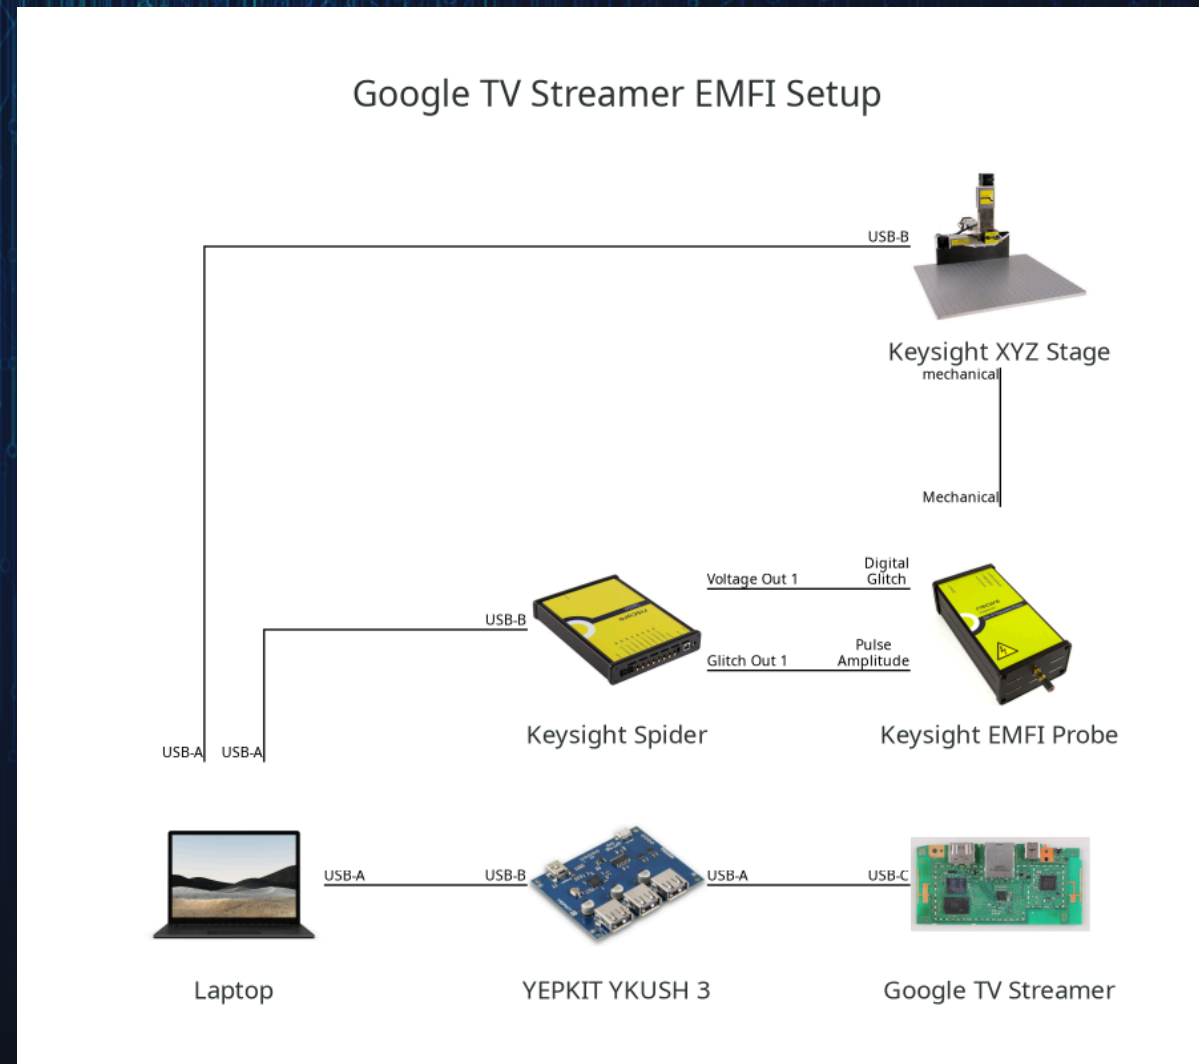 Google TV Streamer EMFI Setup
USB-B
Keysight XYZ Stage
mechanical
Mechanical
Digital
Glitch
Voltage Out 1
USB-B
riscure
riscure
Pulse
Amplitude
Glitch Out 1
Keysight Spider
Keysight EMFI Probe
USB-A
USB-A
USB-A
USB-B
USB-A
USB-C
Laptop
YEPKIT YKUSH 3
Google TV Streamer